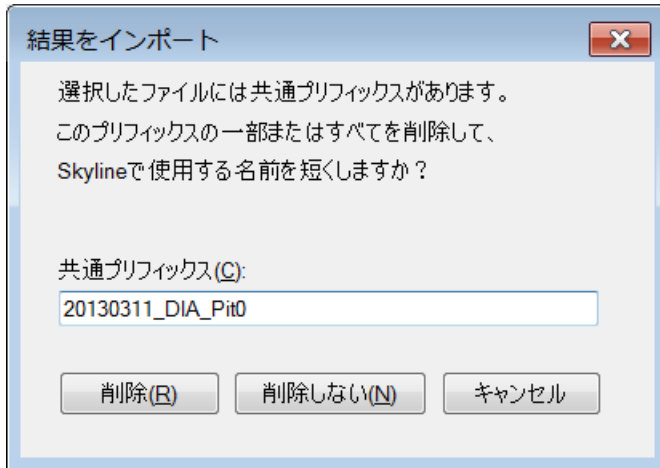 結果をインポート
選択したファイルには共通プリフィックスがあります。
このプリフィックスの一部またはすべてを削除して、
Skylineで使用する名前を短くしますか？
共通プリフィックス(C):
20130311_DIA_Pit0
削除(R) 削除しない(N) キャンセル